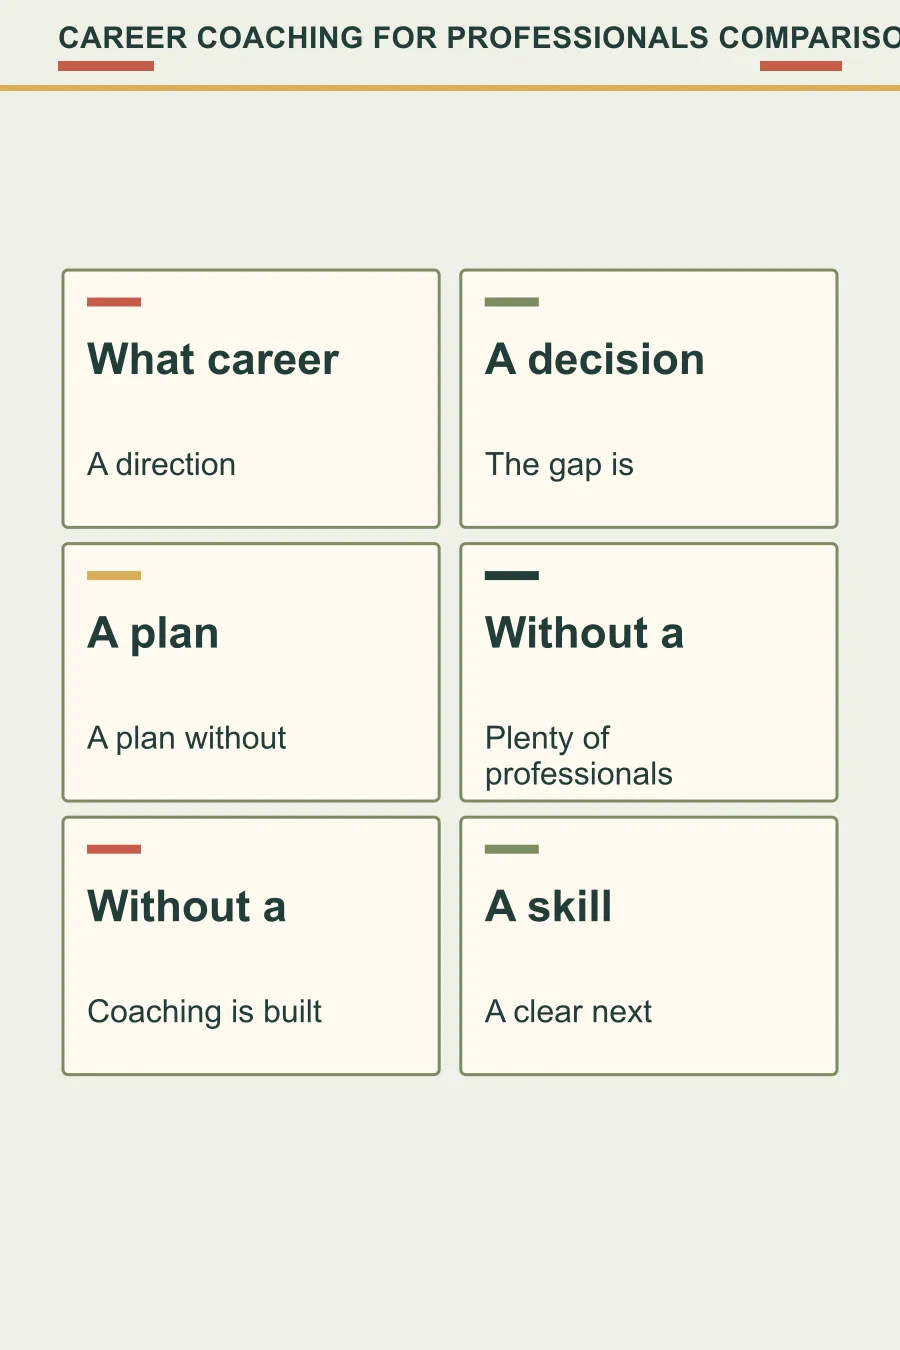 CAREER COACHING FOR PROFESSIONALS COMPARISO
What career
A direction
A decision
The gap is
A plan
A plan without
Without a
Plenty of
professionals
Without a
Coaching is built
A skill
A clear next